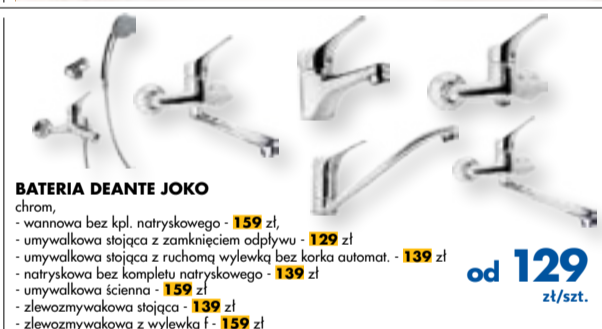 BATERIA DEANTE JOKO
chrom,
- wannowa bez kpl. natryskowego - 159 zł,
- umywalkowa stojąca z zamknięciem odpływu - 129 zł
- umywalkowa stojąca z ruchomą wylewką bez korka automat. - 139 zł
- natryskowa bez kompletu natryskowego - 139 zł
- umywalkowa ścienna - 159 zł
- zlewozmywakowa stojąca - 139 zł
- zlewozmywakowa z wylewką f - 159 zł
od 129
zł/szt.